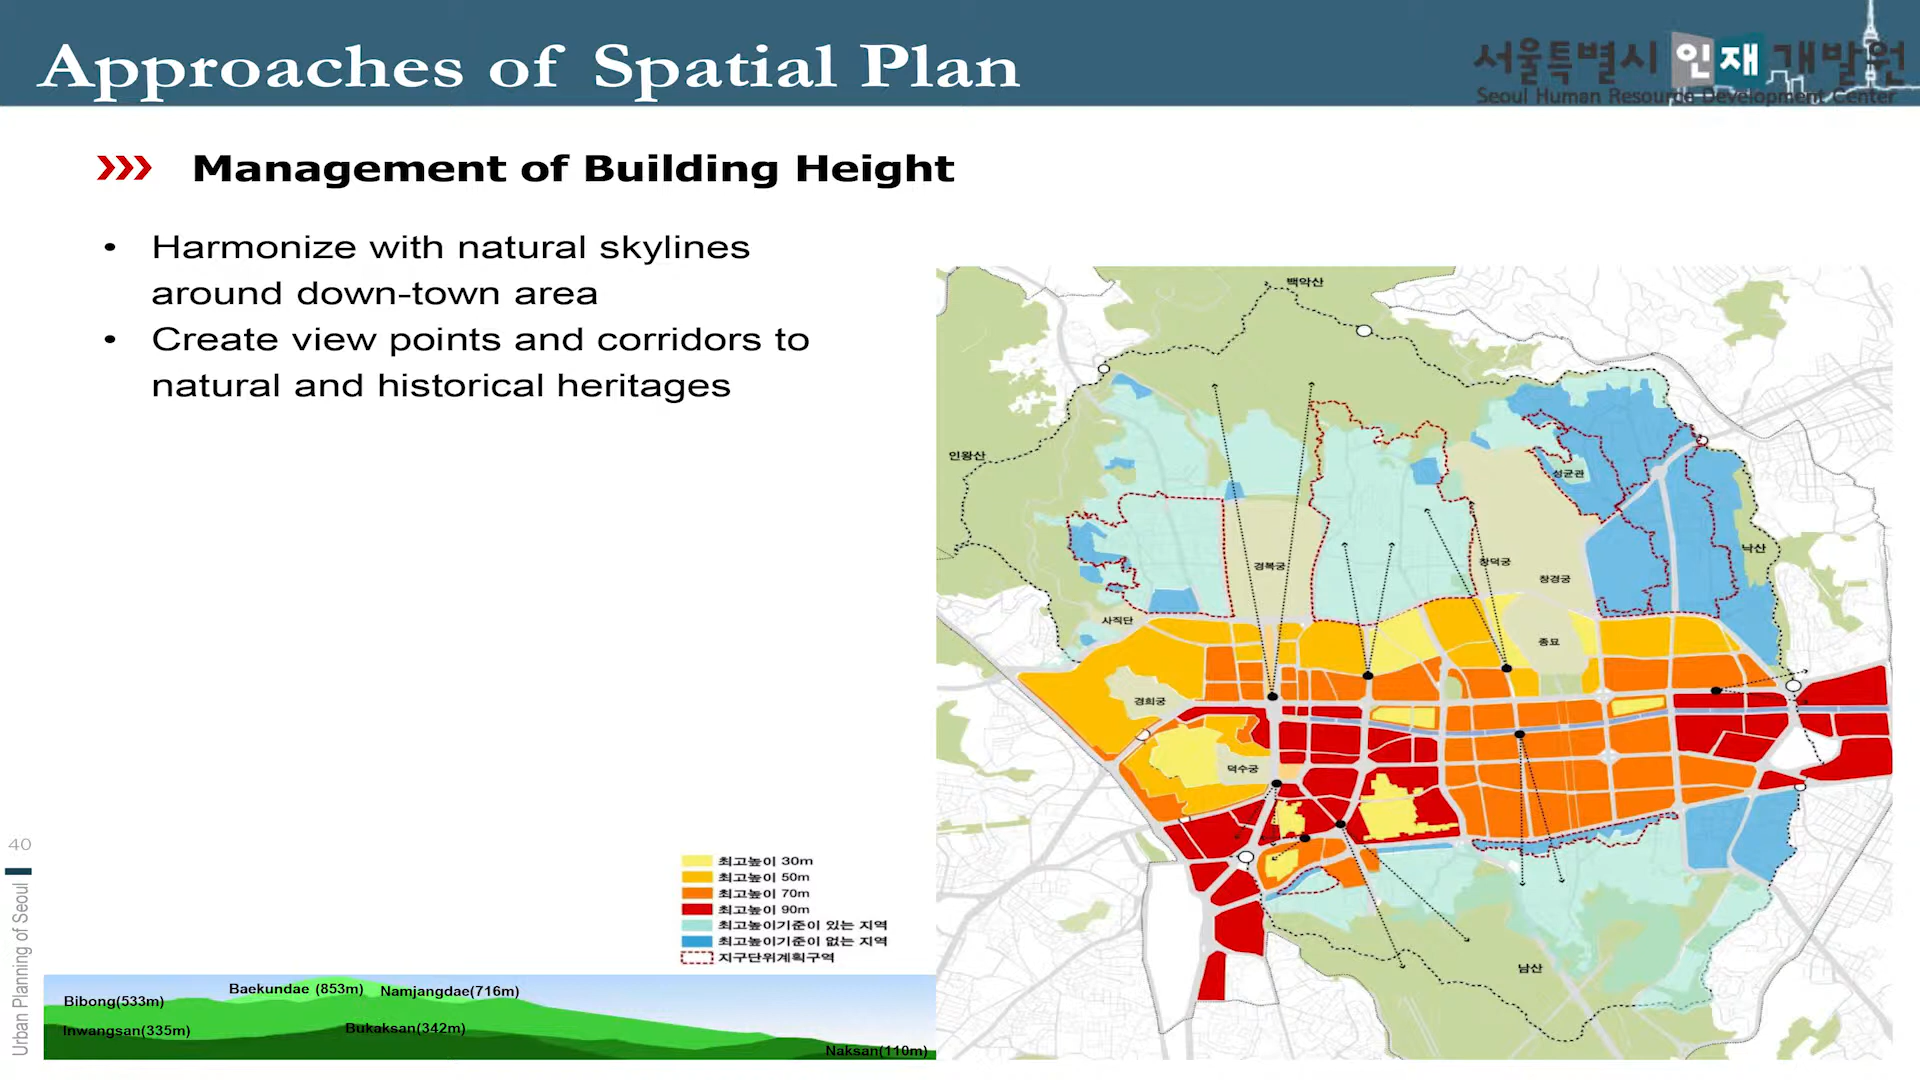 Approaches of Spatial Plan
서울특별시 인재개발원
Seoul Human Resource Development Center
Management of Building Height
• Harmonize with natural skylines
around down-town area
• Create view points and corridors to
natural and historical heritages
백악산
인왕산
성균관
낙산
경복궁
창덕궁
창경궁
사직단
종묘
경희궁
덕수궁
남산
최고높이 30m
최고높이 50m
최고높이 70m
최고높이 90m
최고높이기준이 있는 지역
최고높이기준이 없는 지역
지구단위계획구역
Baekundae (853m)
Namjangdae(716m)
Bibong(533m)
Inwangsan(335m)
Bukaksan(342m)
Naksan(110m)
40
Urban Planning of Seoul